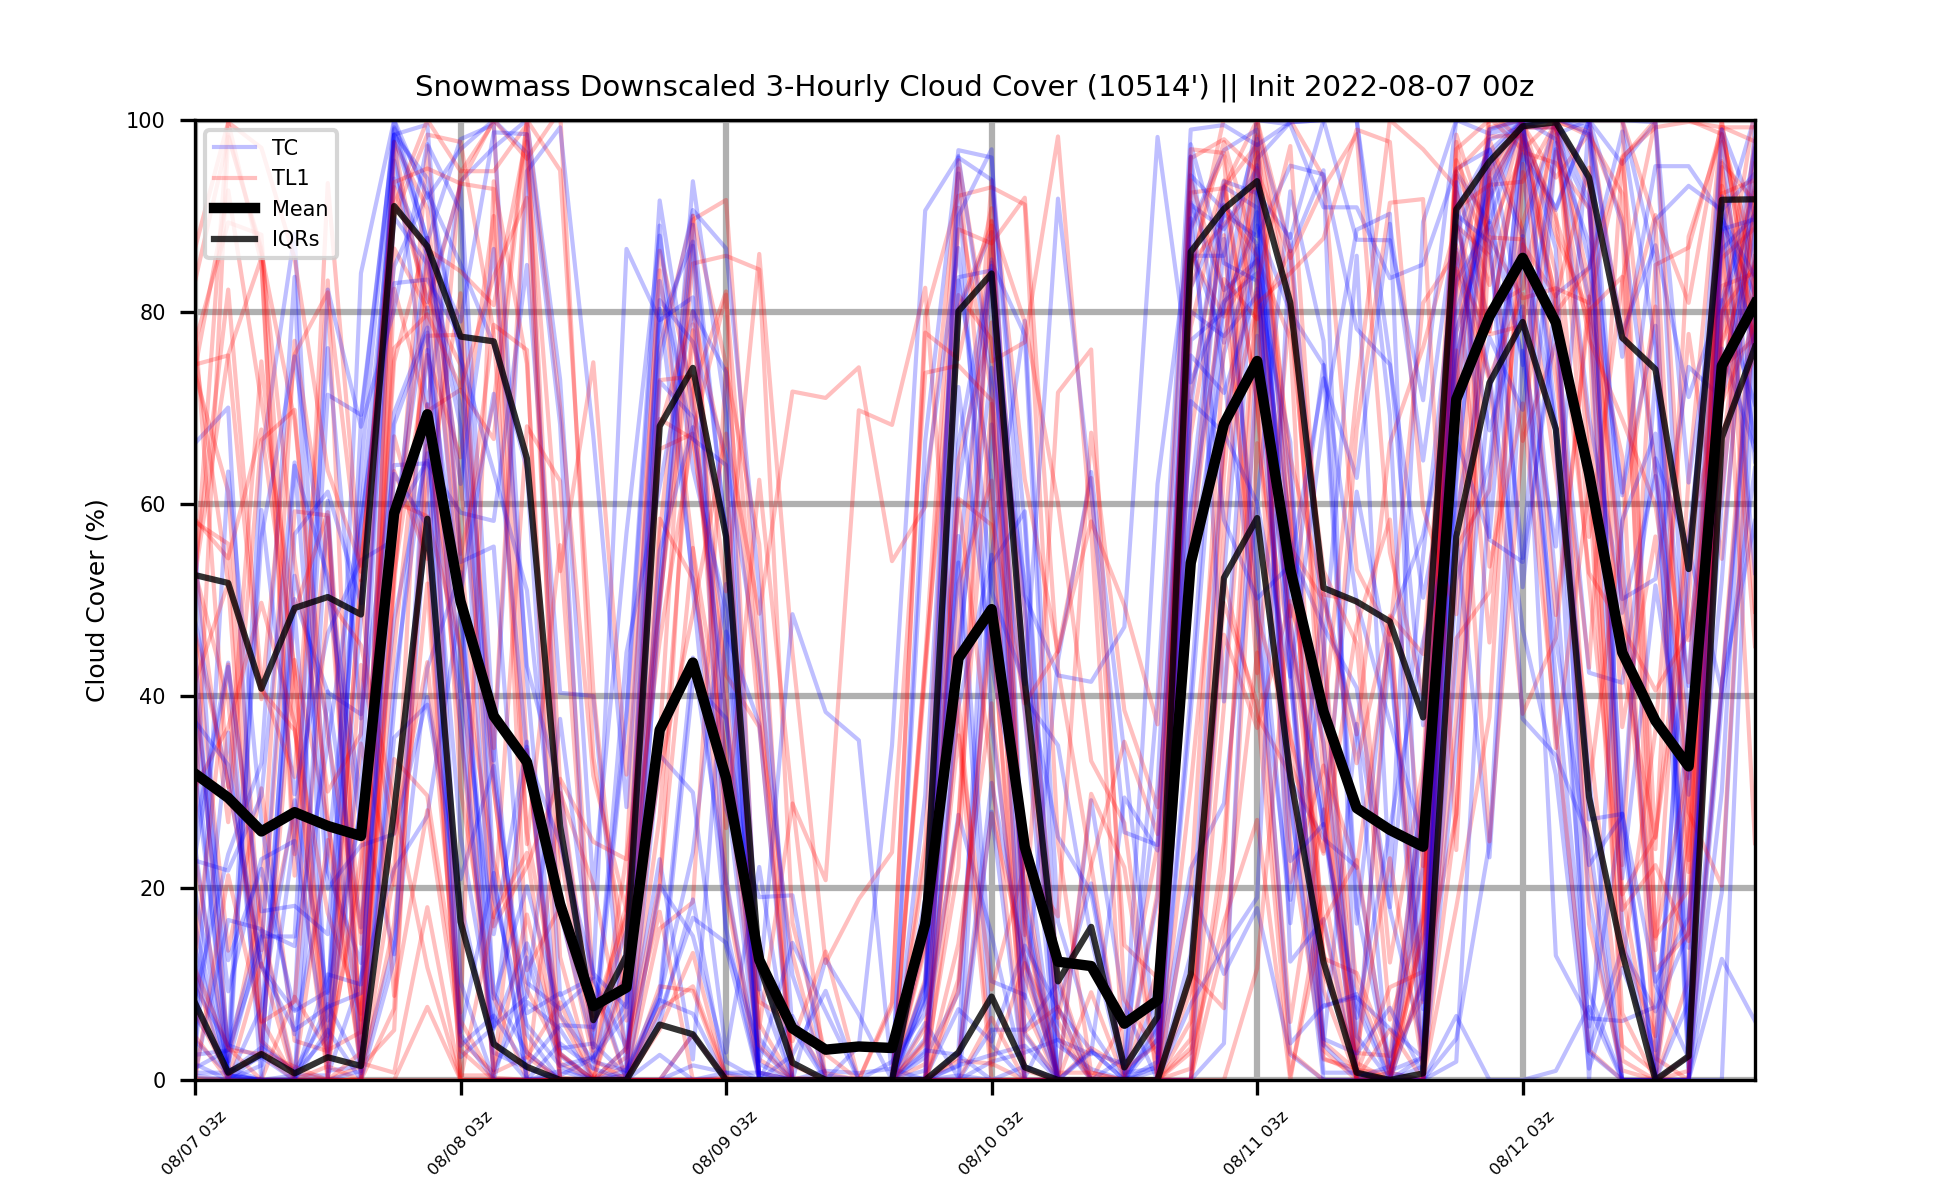 Snowmass Downscaled 3-Hourly Cloud Cover (10514') || Init 2022-08-07 00z
TC
TL1
Mean
IQRs
Cloud Cover (%)
100
80
60
40
20
0
08/07 03z
08/08 03z
08/09 03z
08/10 03z
08/11 03z
08/12 03z